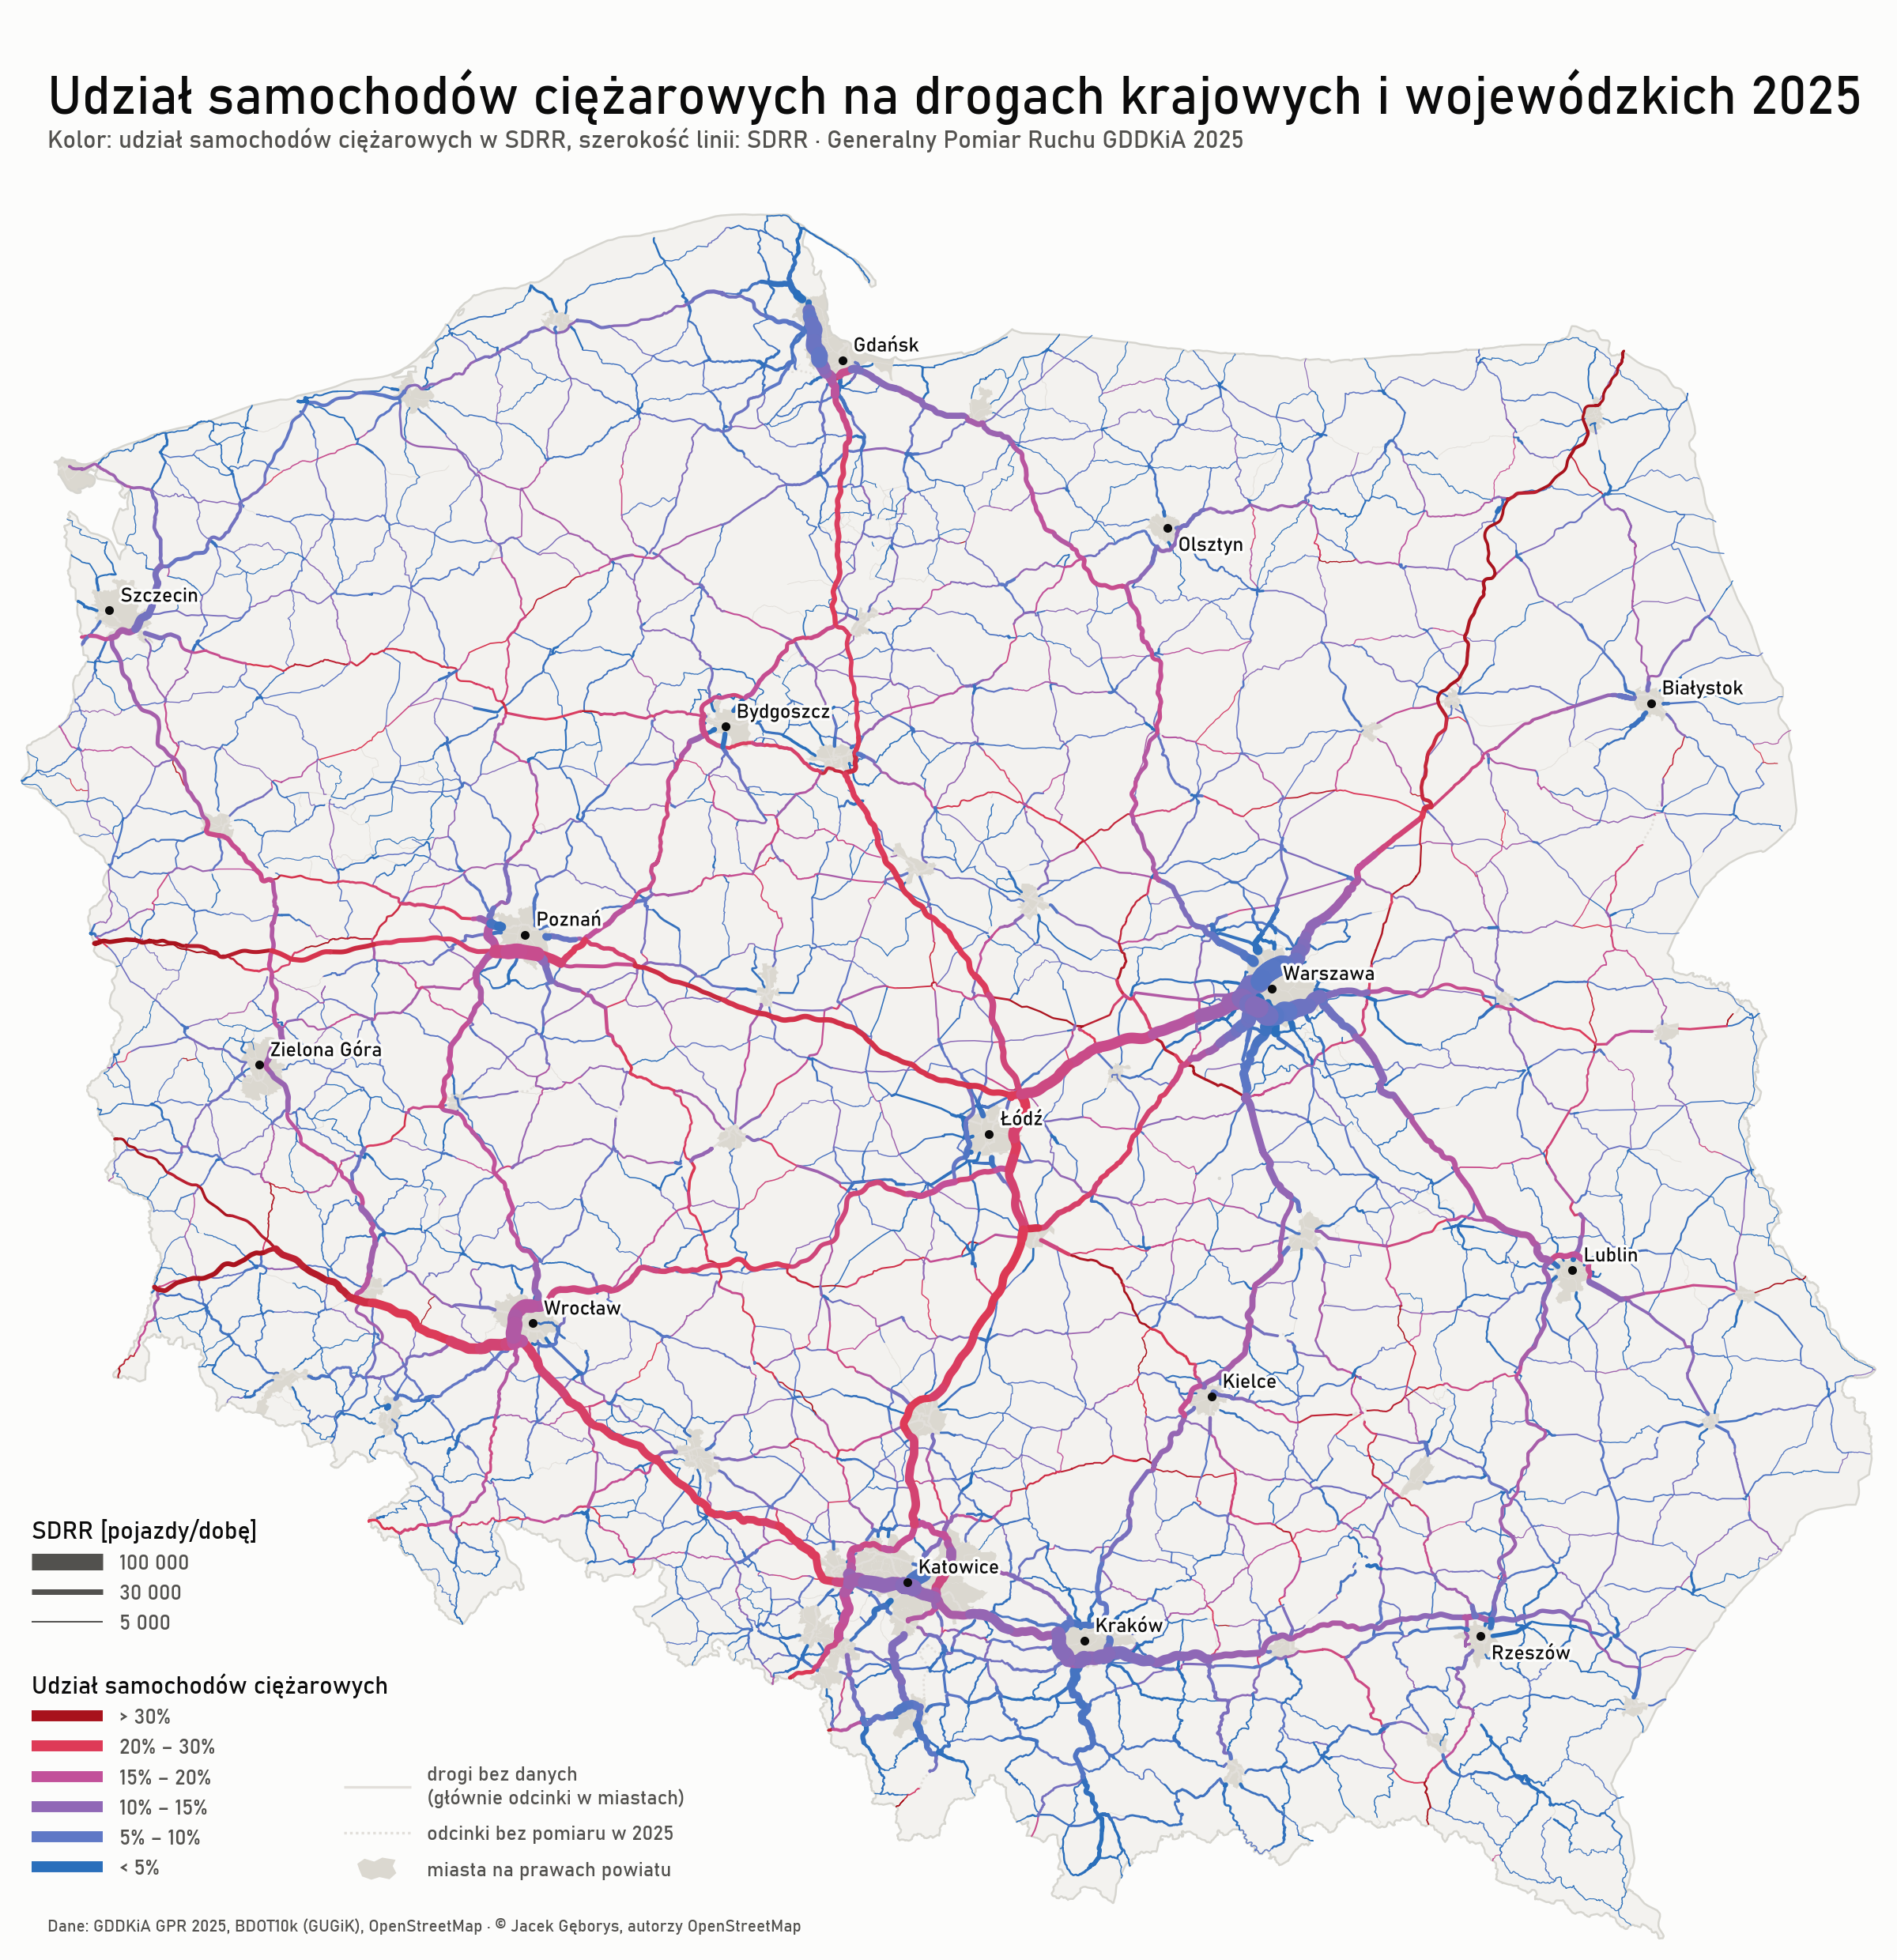 Udział samochodów ciężarowych na drogach krajowych i wojewódzkich 2025
Kolor: udział samochodów ciężarowych w SDRR, szerokość linii: SDRR · Generalny Pomiar Ruchu GDDKiA 2025
Gdańsk
Olsztyn
Szczecin
Białystok
Bydgoszcz
Poznań
Warszawa
Zielona Góra
Łódź
Lublin
Wrocław
Kielce
Katowice
Kraków
Rzeszów
SDRR [pojazdy/dobę]
100 000
30 000
5 000
Udział samochodów ciężarowych
> 30%
20% – 30%
15% – 20%
10% – 15%
5% – 10%
< 5%
drogi bez danych
(głównie odcinki w miastach)
odcinki bez pomiaru w 2025
miasta na prawach powiatu
Dane: GDDKiA GPR 2025, BDOT10k (GUGiK), OpenStreetMap · © Jacek Gęborys, autorzy OpenStreetMap